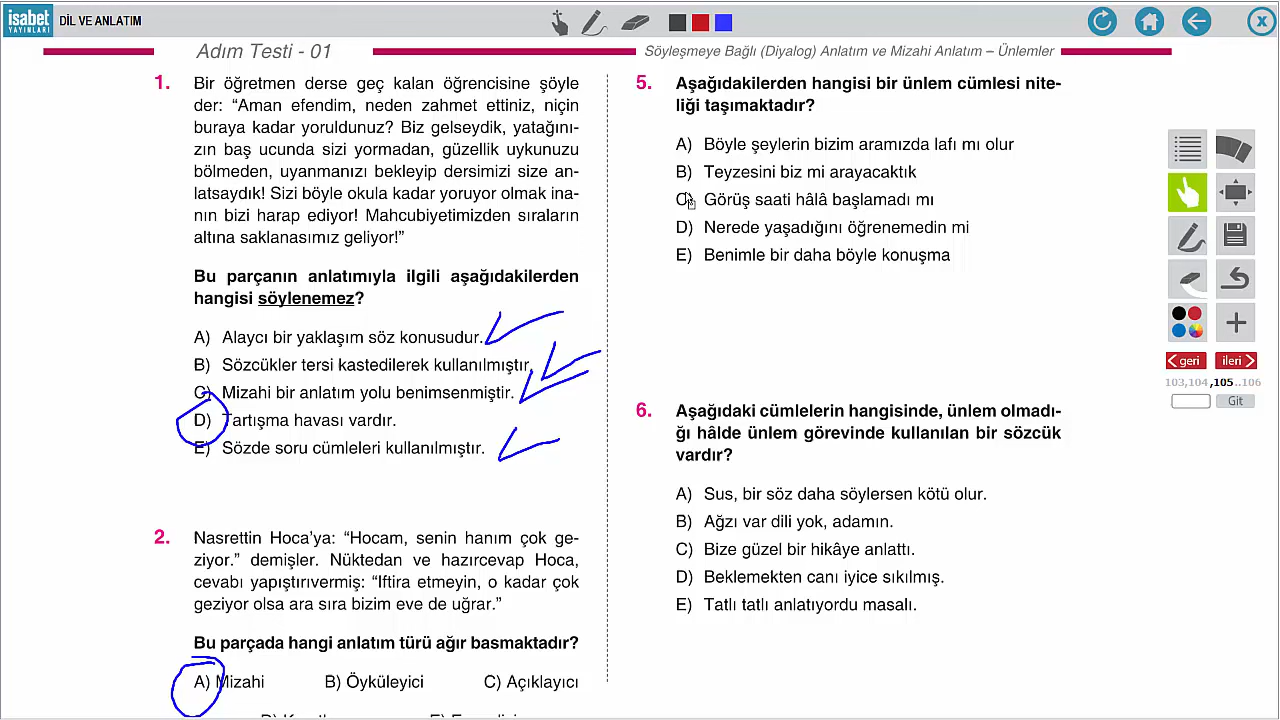 isabet
YAYINLARI
DİL VE ANLATIM
Adım Testi - 01
Söyleşmeye Bağlı (Diyalog) Anlatım ve Mizahi Anlatım – Ünlemler
1. Bir öğretmen derse geç kalan öğrencisine şöyle
der: “Aman efendim, neden zahmet ettiniz, niçin
buraya kadar yoruldunuz? Biz gelseydik, yatağını-
zın baş ucunda sizi yormadan, güzellik uykunuzu
bölmeden, uyanmanızı bekleyip dersimizi size an-
latsaydık! Sizi böyle okula kadar yoruyor olmak ina-
nın bizi harap ediyor! Mahcubiyetimizden sıraların
altına saklanasımız geliyor!”
Bu parçanın anlatımıyla ilgili aşağıdakilerden
hangisi söylenemez?
A) Alaycı bir yaklaşım söz konusudur.
B) Sözcükler tersi kastedilerek kullanılmıştır.
C) Mizahi bir anlatım yolu benimsenmiştir.
D) Tartışma havası vardır.
E) Sözde soru cümleleri kullanılmıştır.
2. Nasrettin Hoca’ya: “Hocam, senin hanım çok ge-
ziyor.” demişler. Nüktedan ve hazırcevap Hoca,
cevabı yapıştırıvermiş: “Iftira etmeyin, o kadar çok
geziyor olsa ara sıra bizim eve de uğrar.”
Bu parçada hangi anlatım türü ağır basmaktadır?
A) Mizahi B) Öyküleyici C) Açıklayıcı
5. Aşağıdakilerden hangisi bir ünlem cümlesi nite-
liği taşımaktadır?
A) Böyle şeylerin bizim aramızda lafı mı olur
B) Teyzesini biz mi arayacaktık
C) Görüş saati hâlâ başlamadı mı
D) Nerede yaşadığını öğrenemedin mi
E) Benimle bir daha böyle konuşma
6. Aşağıdaki cümlelerin hangisinde, ünlem olmadı-
ğı hâlde ünlem görevinde kullanılan bir sözcük
vardır?
A) Sus, bir söz daha söylersen kötü olur.
B) Ağzı var dili yok, adamın.
C) Bize güzel bir hikâye anlattı.
D) Beklemekten canı iyice sıkılmış.
E) Tatlı tatlı anlatıyordu masalı.
geri ileri
103,104,105..106
Git